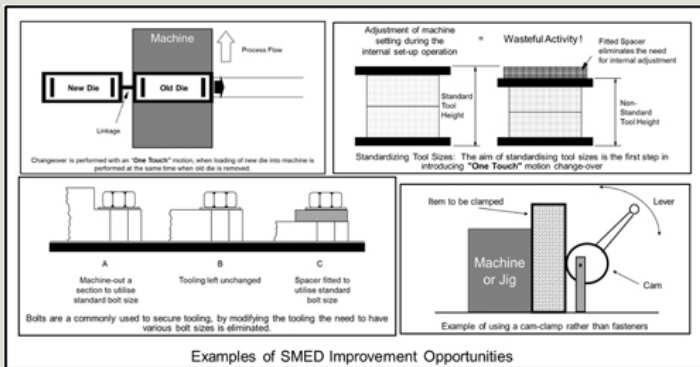 Machine
Process Flow
New Die
Old Die
Linkage
Changeover is performed with an "One Touch" motion, when loading of new die into machine is
performed at the same time when old die is removed.
Adjustment of machine
setting during the
internal set-up operation
=
Wasteful Activity!
Fitted Spacer
eliminates the need
for internal adjustment
Standard
Tool
Height
Non-
Standard
Tool Height
Standardizing Tool Sizes: The aim of standardising tool sizes is the first step in
introducing "One Touch" motion change-over
A
Machine-out a
section to utilise
standard bolt size
B
Tooling left unchanged
C
Spacer fitted to
utilise standard
bolt size
Bolts are a commonly used to secure tooling, by modifying the tooling the need to have
various bolt sizes is eliminated.
Item to be clamped
Lever
Machine
or Jig
Cam
Example of using a cam-clamp rather than fasteners
Examples of SMED Improvement Opportunities